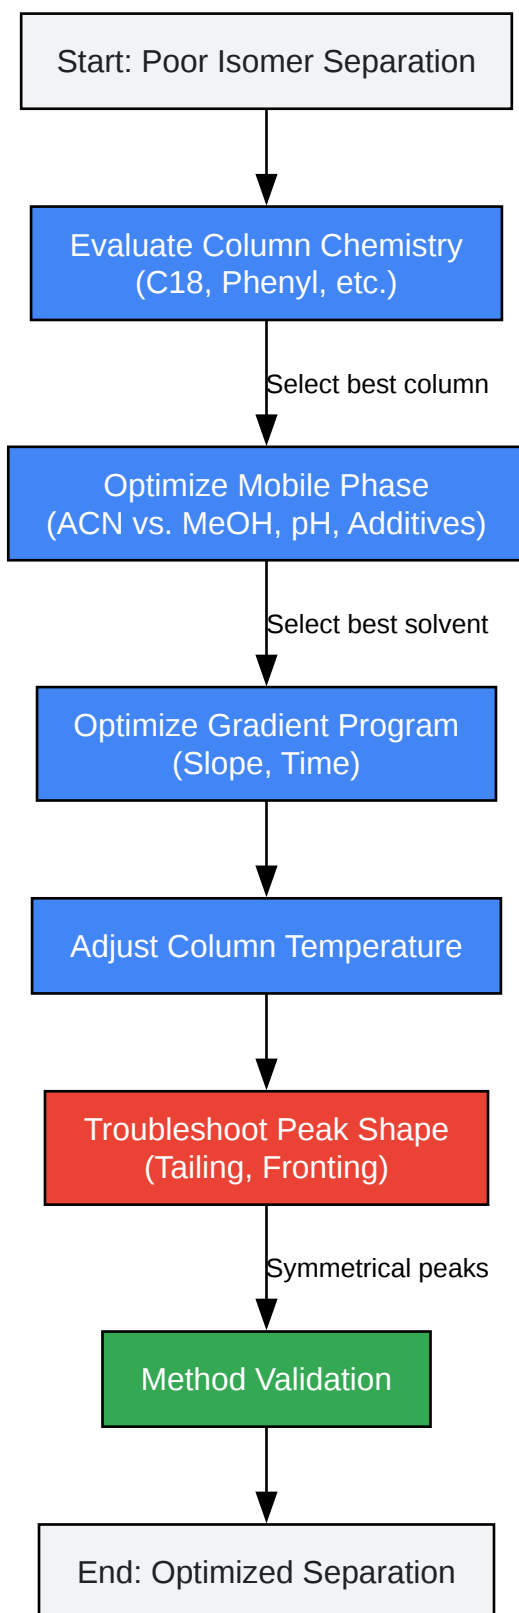 Start: Poor Isomer Separation
Evaluate Column Chemistry
(C18, Phenyl, etc.)
Select best column
Optimize Mobile Phase
(ACN vs. MeOH, pH, Additives)
Select best solvent
Optimize Gradient Program
(Slope, Time)
Adjust Column Temperature
Troubleshoot Peak Shape
(Tailing, Fronting)
Symmetrical peaks
Method Validation
End: Optimized Separation